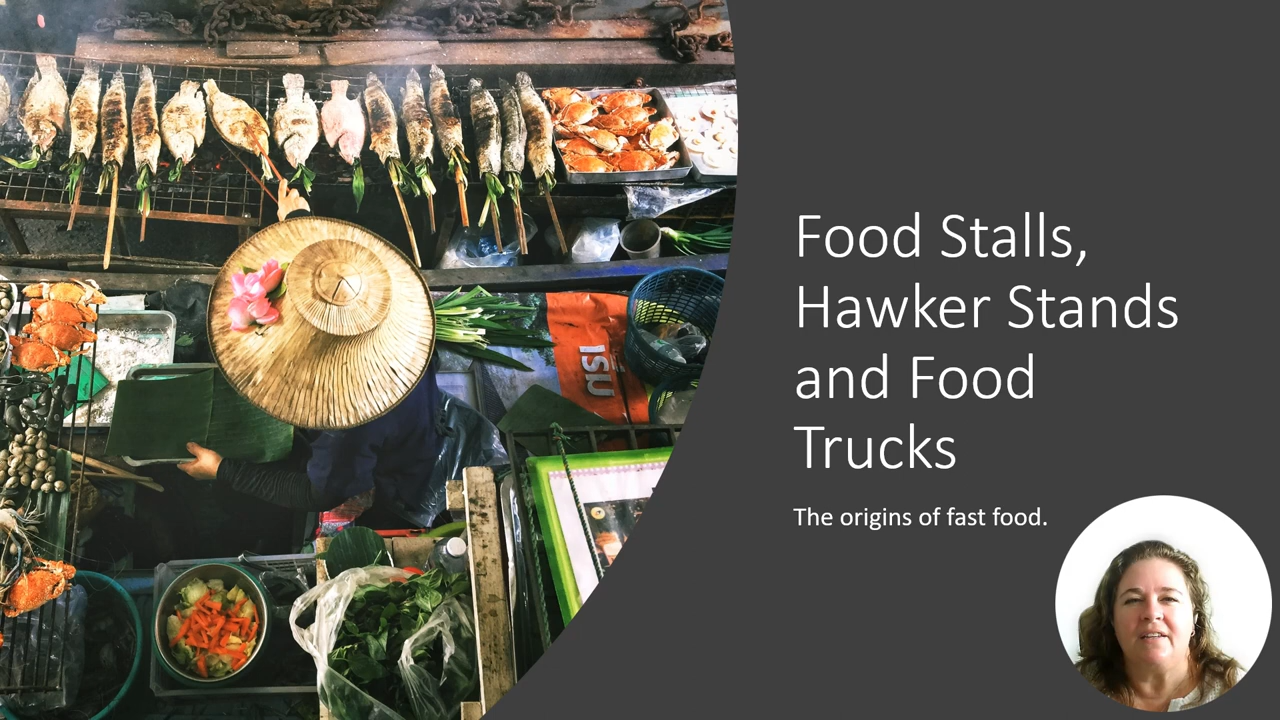 Food Stalls,
Hawker Stands
and Food
Trucks
The origins of fast food.